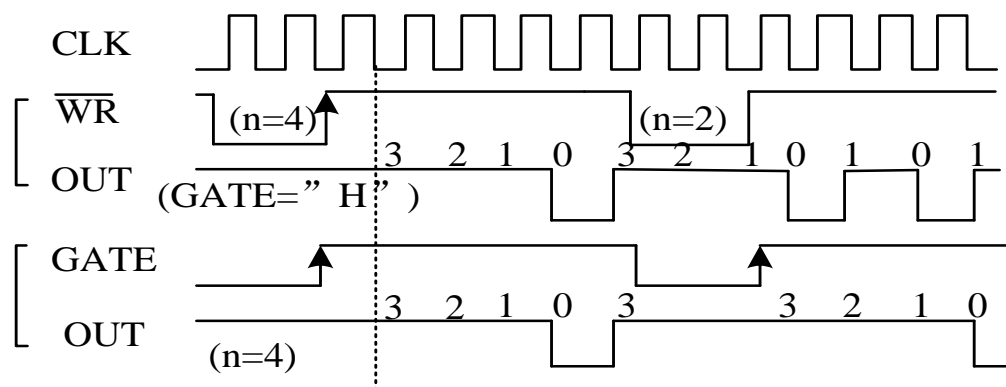 CLK
WR (n=4) (n=2)
3 2 1 0 3 2 1 0 1 0 1
OUT (GATE=” H” )
GATE
3 2 1 0 3 3 2 1 0
OUT
(n=4)